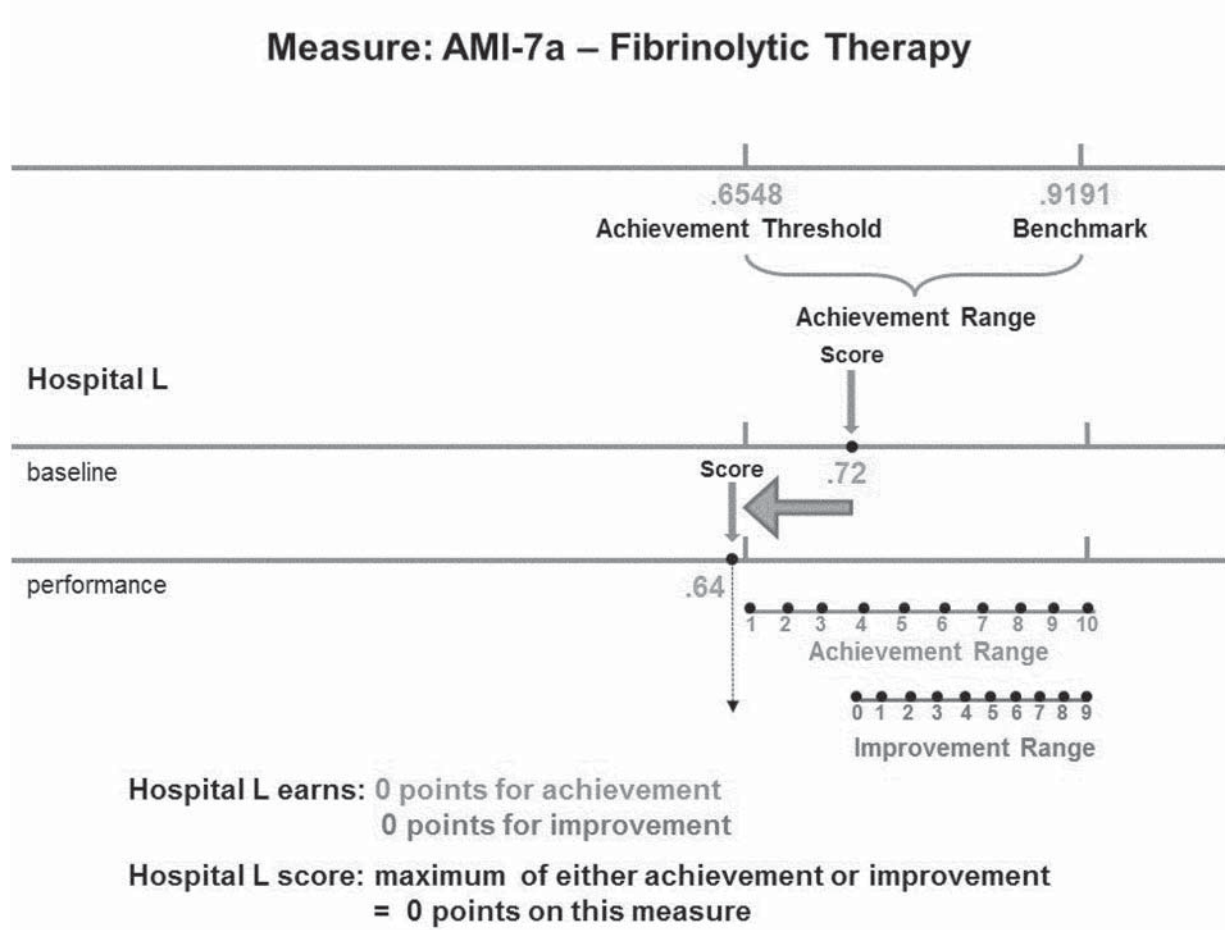 Measure: AMI-7a – Fibrinolytic Therapy
.6548 .9191
Achievement Threshold Benchmark
Achievement Range
Score
Hospital L
baseline
Score
.72
performance
.64
1 2 3 4 5 6 7 8 9 10
Achievement Range
0 1 2 3 4 5 6 7 8 9
Improvement Range
Hospital L earns: 0 points for achievement
0 points for improvement
Hospital L score: maximum of either achievement or improvement
= 0 points on this measure